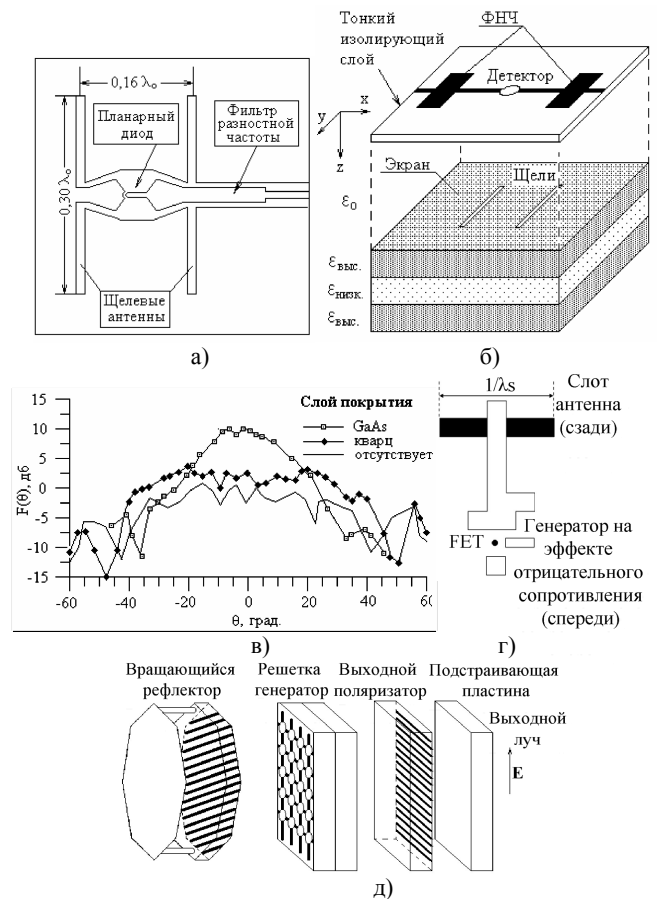 0,16 λ₀
Планарный
диод
Фильтр
разностной
частоты
0,30 λ₀
Щелевые
антенны
а)
Тонкий
изолирующий
слой
ФНЧ
Детектор
x
y
z
Экран
Щели
ε₀
εвыс.
εнизк.
εвыс.
б)
15
10
5
0
-5
-10
-15
F(θ), дб
Слой покрытия
GaAs
кварц
отсутствует
-60 -40 -20 0 20 40 60
θ, град.
в)
1/λs
Слот
антенна
(сзади)
FET
Генератор на
эффекте
отрицательного
сопротивления
(спереди)
г)
Вращающийся
рефлектор
Решетка
генератор
Выходной
поляризатор
Подстраивающая
пластина
Выходной
луч
E
д)